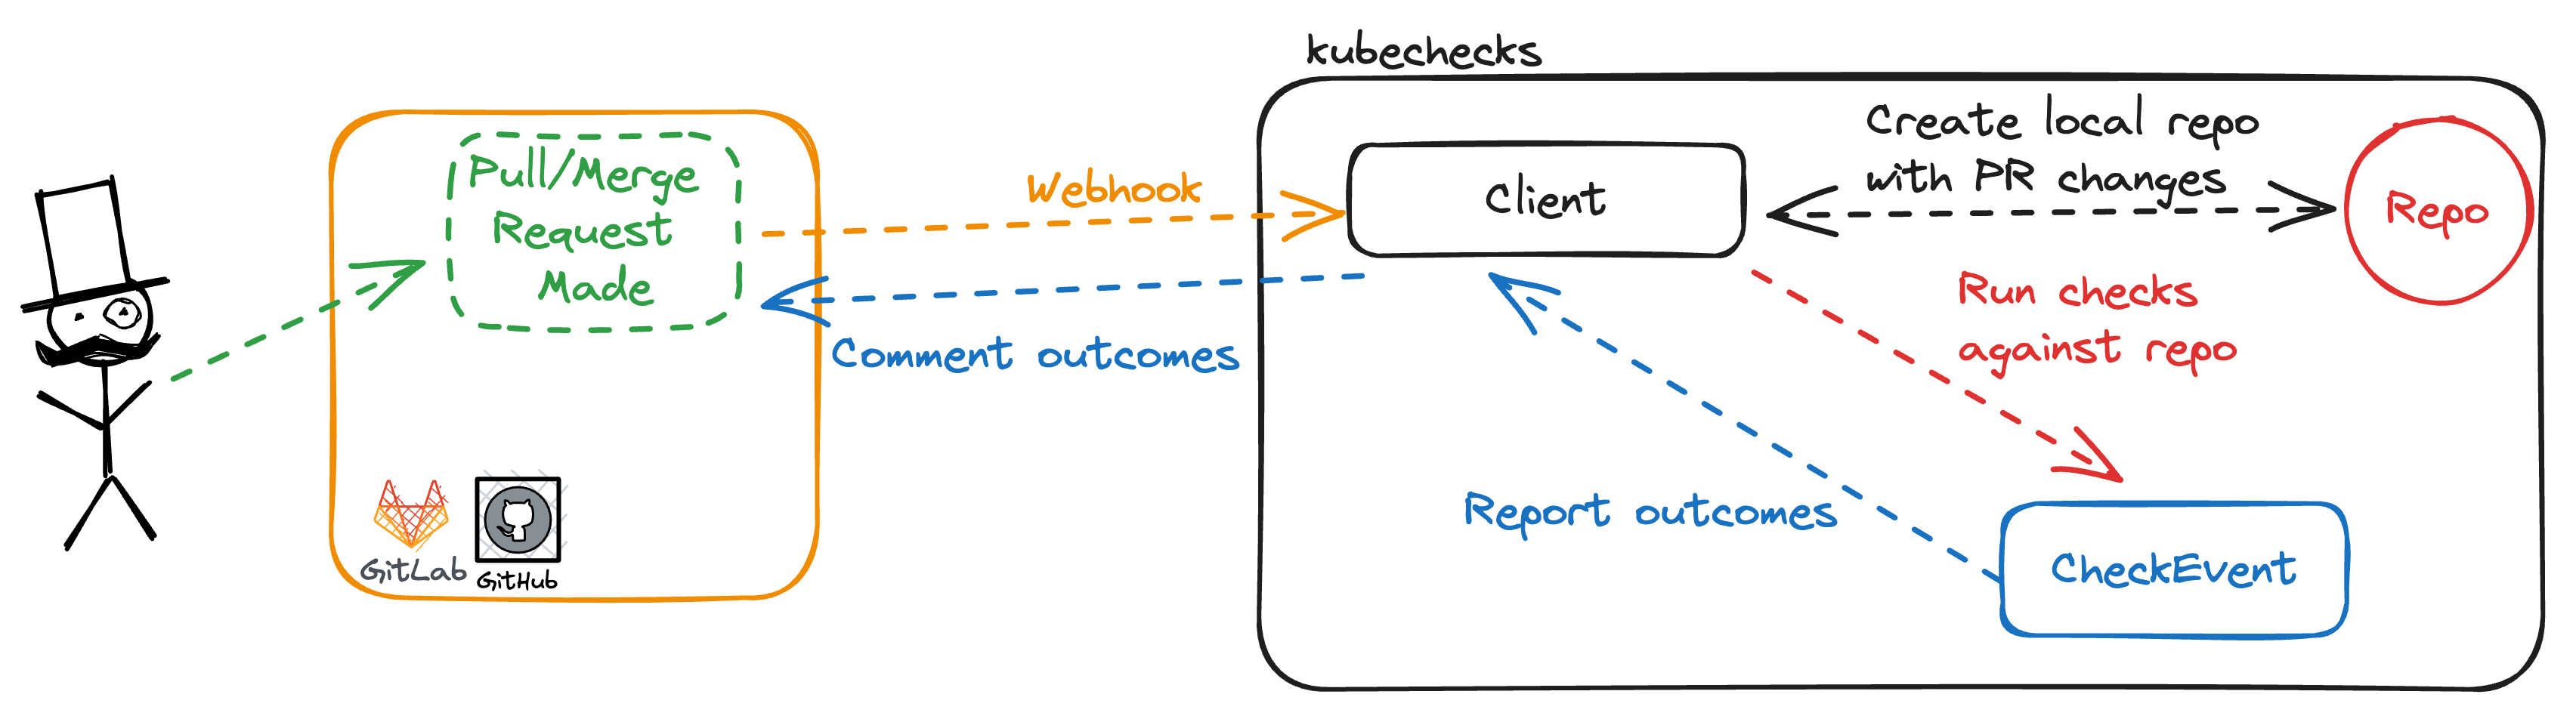 kubechecks
Pull/Merge
Request
Made
Webhook
Client
Create local repo
with PR changes
Repo
Comment outcomes
Run checks
against repo
Report outcomes
CheckEvent
GitLab
GitHub